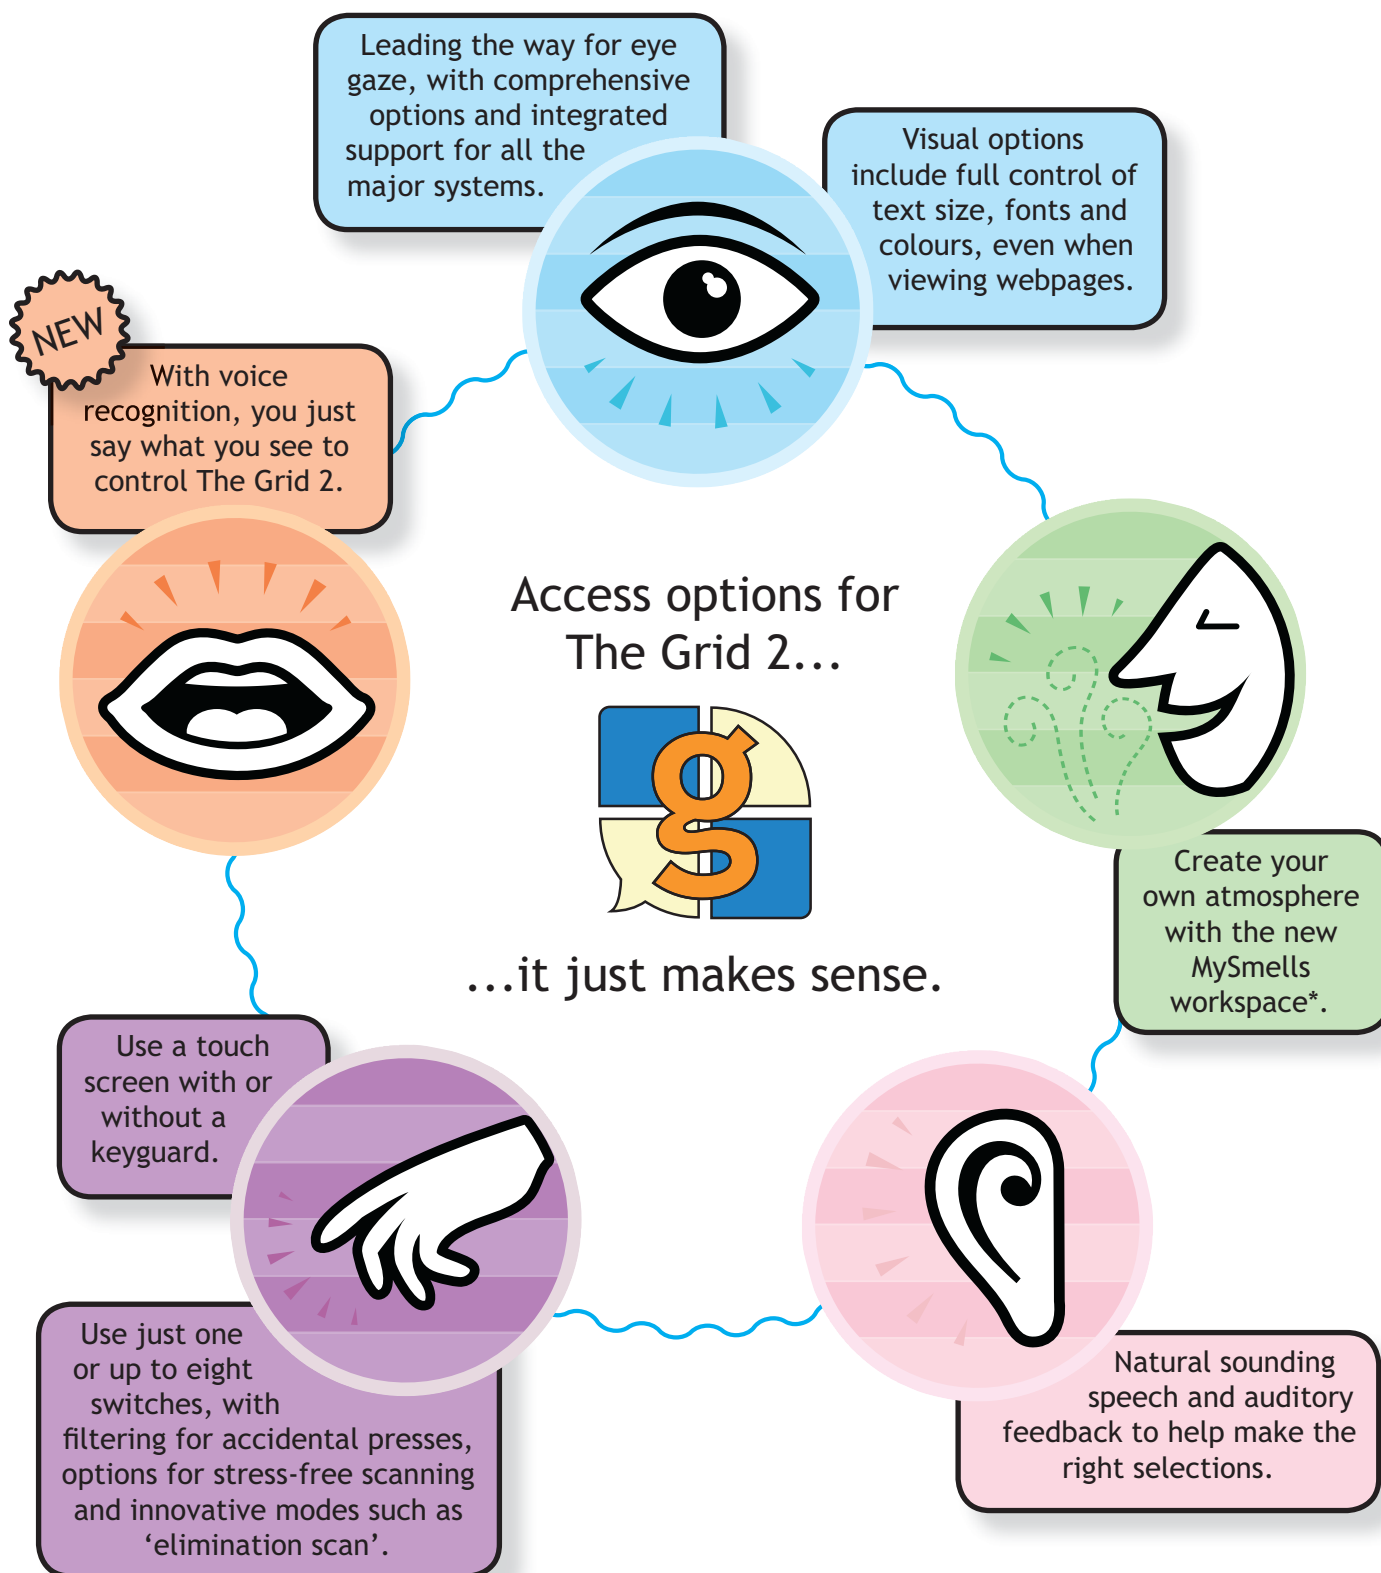 Leading the way for eye
gaze, with comprehensive
options and integrated
support for all the
major systems.
Visual options
include full control of
text size, fonts and
colours, even when
viewing webpages.
NEW
With voice
recognition, you just
say what you see to
control The Grid 2.
Access options for
The Grid 2...
g
...it just makes sense.
Create your
own atmosphere
with the new
MySmells
workspace*.
Use a touch
screen with or
without a
keyguard.
Use just one
or up to eight
switches, with
filtering for accidental presses,
options for stress-free scanning
and innovative modes such as
‘elimination scan’.
Natural sounding
speech and auditory
feedback to help make the
right selections.